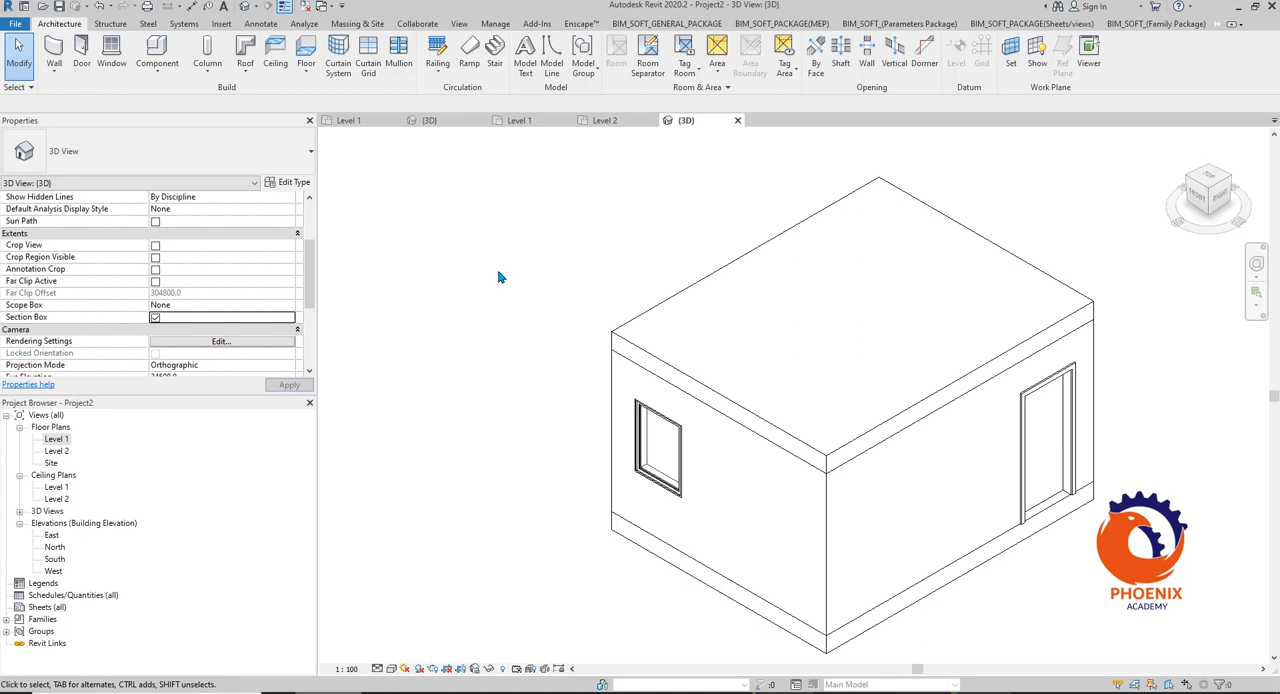 Autodesk Revit 2020.2 - 3D View: {3D}
Sign In
File Architecture Structure Steel Systems Insert Annotate Analyze Massing & Site Collaborate View Manage Add-Ins Enscape™ BIM_SOFT_GENERAL_PACKAGE BIM_SOFT_PACKAGE(MEP) BIM_SOFT_(Parameters Package) BIM_SOFT_PACKAGE(Sheets/views) BIM_SOFT_(Family Package)
Modify Wall Door Window Component Column Roof Ceiling Floor Curtain System Curtain Grid Mullion Railing Ramp Stair Model Text Model Line Model Group Room Room Separator Tag Room Area Area Boundary Tag Area By Face Shaft Wall Vertical Dormer Level Grid Set Show Ref Plane Viewer
Select Build Circulation Model Room & Area Opening Datum Work Plane
Properties
Level 1 {3D} Level 1 Level 2 {3D}
3D View
3D View: {3D} Edit Type
Show Hidden Lines By Discipline
Default Analysis Display Style None
Sun Path
Extents
Crop View
Crop Region Visible
Annotation Crop
Far Clip Active
Far Clip Offset 304800.0
Scope Box None
Section Box
Camera
Rendering Settings Edit...
Locked Orientation
Projection Mode Orthographic
Properties help Apply
Project Browser - Project2
Views (all)
Floor Plans
Level 1
Level 2
Site
Ceiling Plans
Level 1
Level 2
3D Views
Elevations (Building Elevation)
East
North
South
West
Legends
Schedules/Quantities (all)
Sheets (all)
Families
Groups
Revit Links
TOP
FRONT RIGHT
PHOENIX
ACADEMY
1 : 100
Click to select, TAB for alternates, CTRL adds, SHIFT unselects. :0 Main Model :0